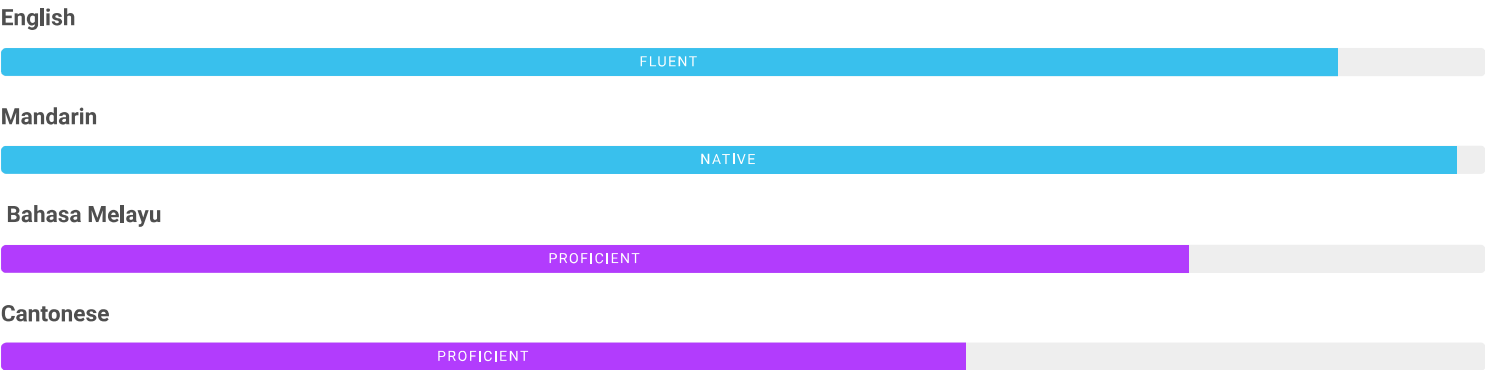 English
FLUENT
Mandarin
NATIVE
Bahasa Melayu
PROFICIENT
Cantonese
PROFICIENT